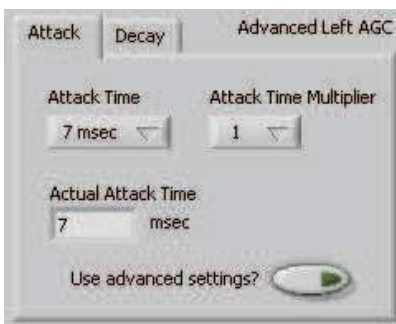 Attack
Decay
Advanced Left AGC
Attack Time
Attack Time Multiplier
7 msec
1
Actual Attack Time
7
msec
Use advanced settings?